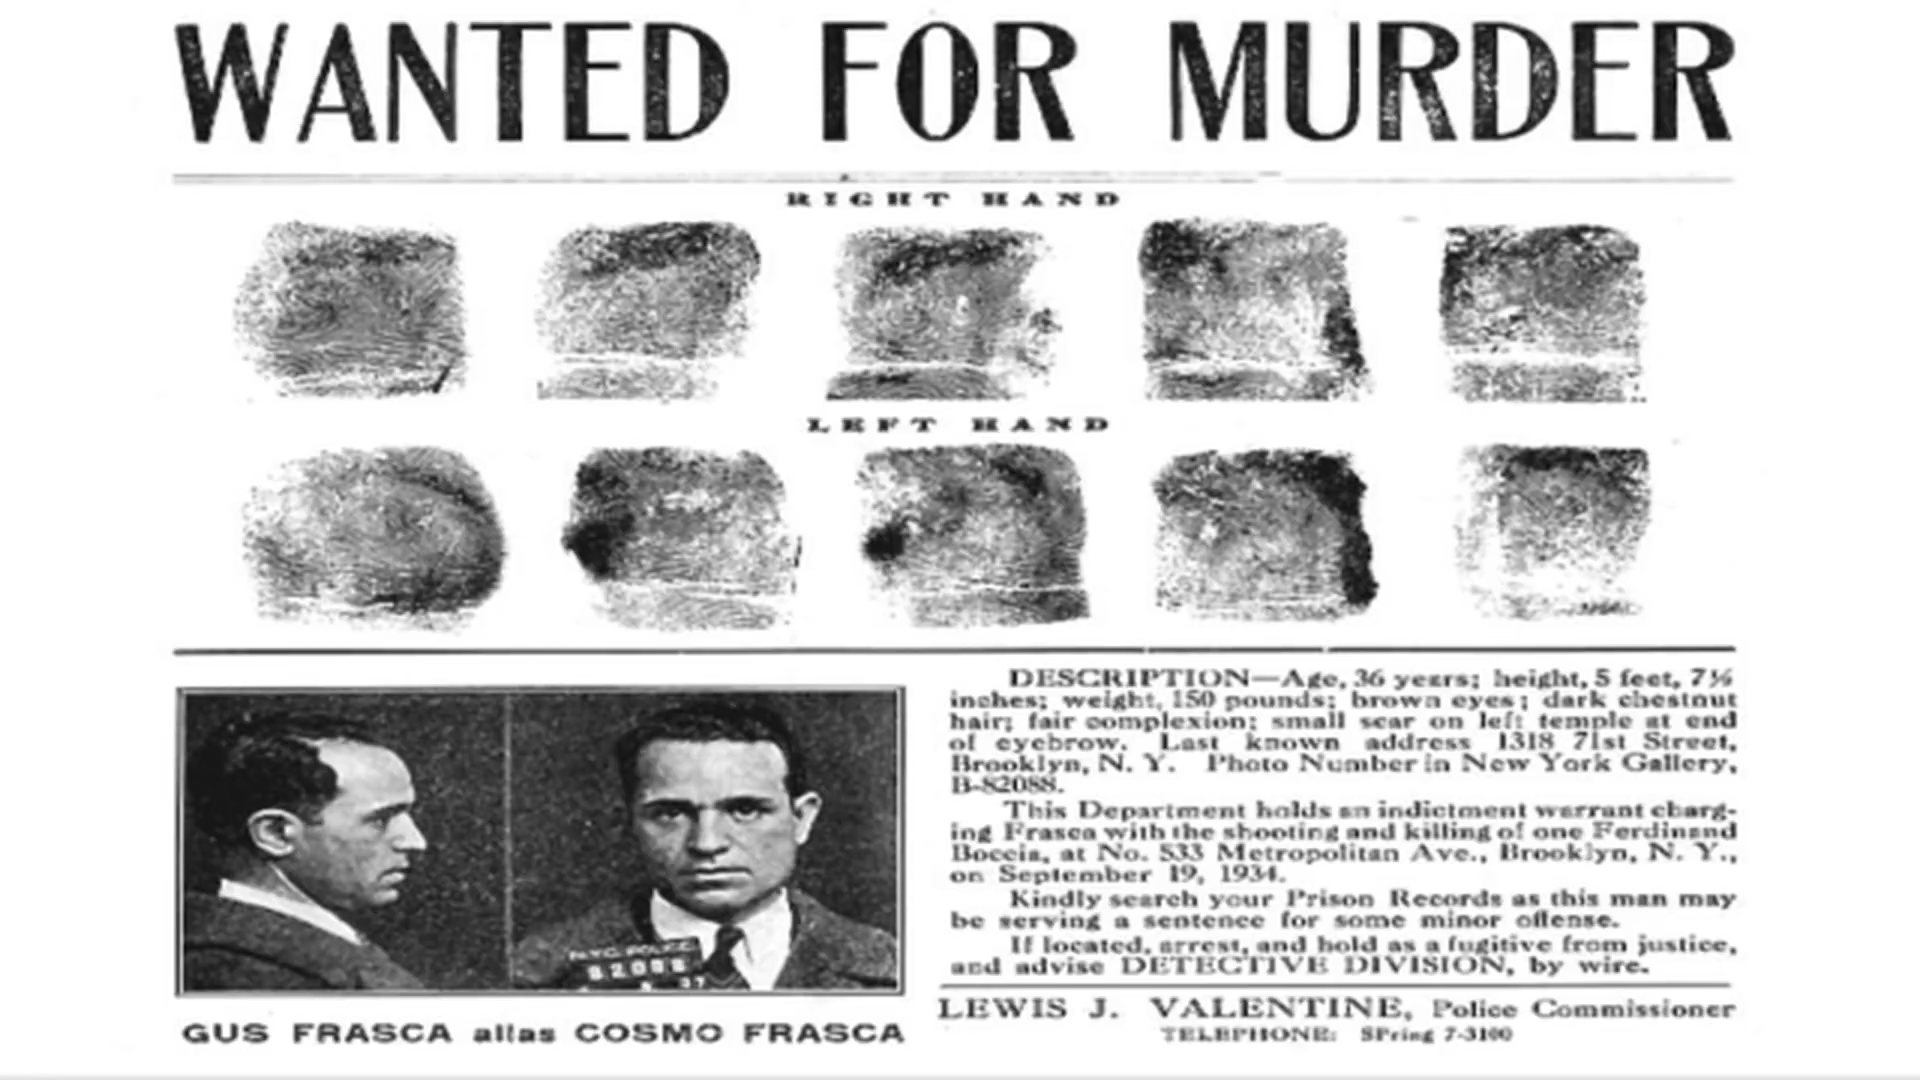 WANTED FOR MURDER
RIGHT HAND
LEFT HAND
DESCRIPTION—Age, 36 years; height, 5 feet, 7½
inches; weight, 150 pounds; brown eyes; dark chestnut
hair; fair complexion; small scar on left temple at end
of eyebrow. Last known address 1318 71st Street,
Brooklyn, N. Y. Photo Number in New York Gallery,
B-82088.
This Department holds an indictment warrant charg-
ing Frasca with the shooting and killing of one Ferdinand
Boccia, at No. 533 Metropolitan Ave., Brooklyn, N. Y.,
on September 19, 1934.
Kindly search your Prison Records as this man may
be serving a sentence for some minor offense.
If located, arrest, and hold as a fugitive from justice,
and advise DETECTIVE DIVISION, by wire.
LEWIS J. VALENTINE, Police Commissioner
TELEPHONE: SPring 7-3100
N.Y.C. POLICE
82088
37
GUS FRASCA alias COSMO FRASCA